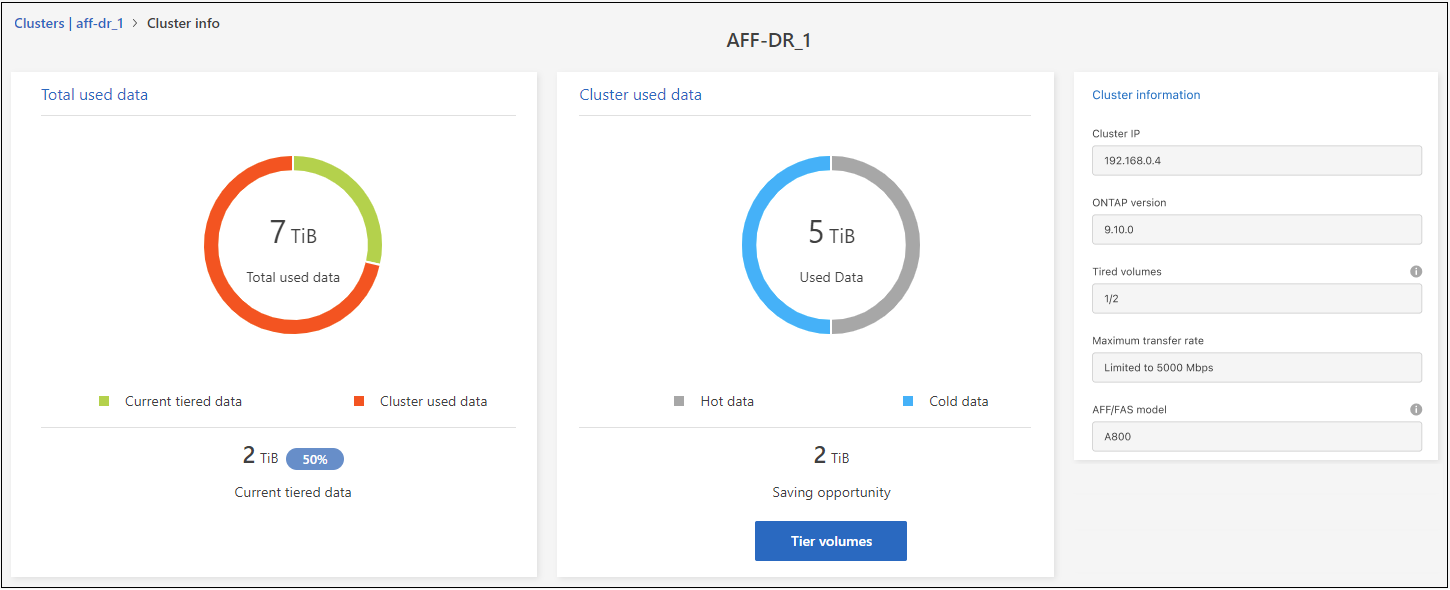 Clusters | aff-dr_1 > Cluster info
AFF-DR_1
Total used data
7 TiB
Total used data
Current tiered data
Cluster used data
2 TiB 50%
Current tiered data
Cluster used data
5 TiB
Used Data
Hot data
Cold data
2 TiB
Saving opportunity
Tier volumes
Cluster information
Cluster IP
192.168.0.4
ONTAP version
9.10.0
Tired volumes
1/2
Maximum transfer rate
Limited to 5000 Mbps
AFF/FAS model
A800